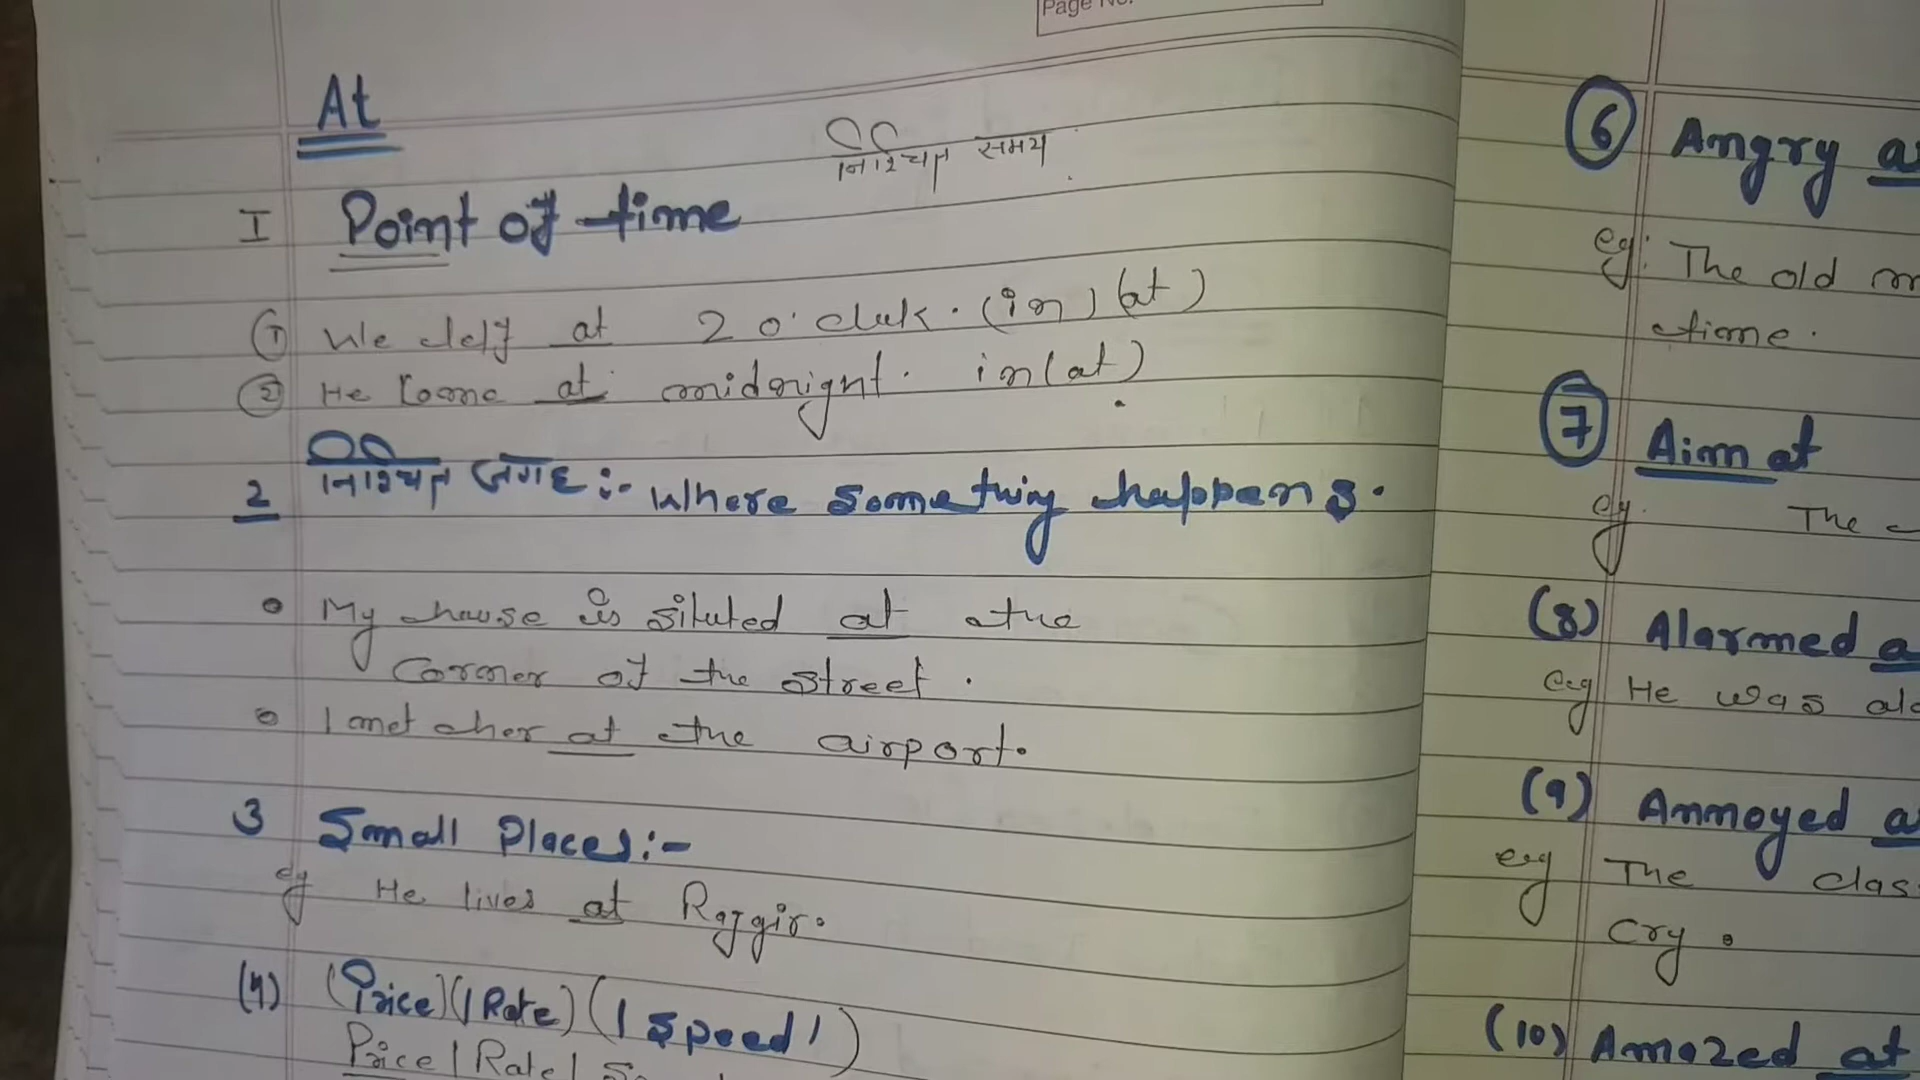 Page No.
At
निश्चित समय
I Point of time
① We left at 2 o'clok. (in) (at)
② He come at midnight. in (at)
2 निश्चित जगह :- Where something happens.
My house is situted at the
Corner of the street.
I met her at the airport.
3 Small Places:-
eg He lives at Rajgir.
(4) (Price) (Rate) (Speed)
Price | Rate |
⑥ Angry
eg: The old
time.
⑦ Aim at
eg. The
(8) Alarmed
eg He was
(9) Annoyed
eg The
Cry.
(10) Amazed at